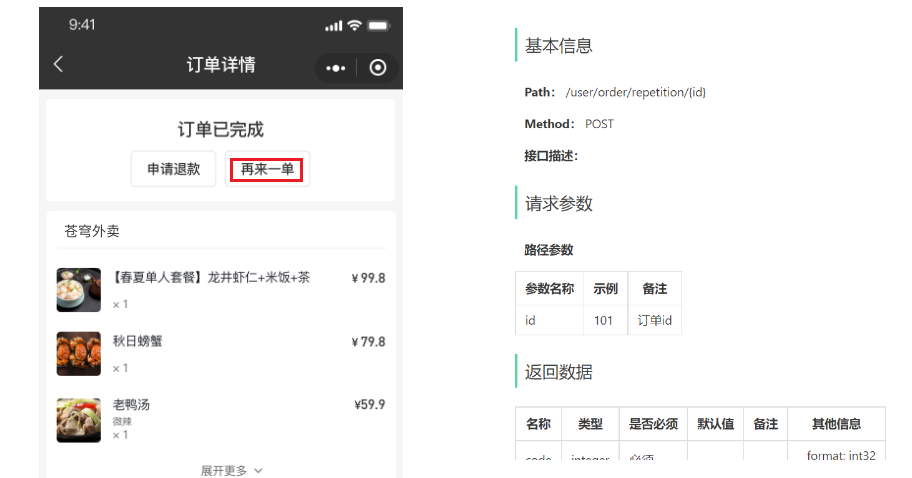 9:41
订单详情
订单已完成
申请退款
再来一单
苍穹外卖
【春夏单人套餐】龙井虾仁+米饭+茶
¥99.8
×1
秋日螃蟹
¥79.8
×1
老鸭汤
¥59.9
微辣
×1
展开更多
基本信息
Path: /user/order/repetition/{id}
Method: POST
接口描述:
请求参数
路径参数
参数名称 示例 备注
id 101 订单id
返回数据
名称 类型 是否必须 默认值 备注 其他信息
code integer 必须 format: int32